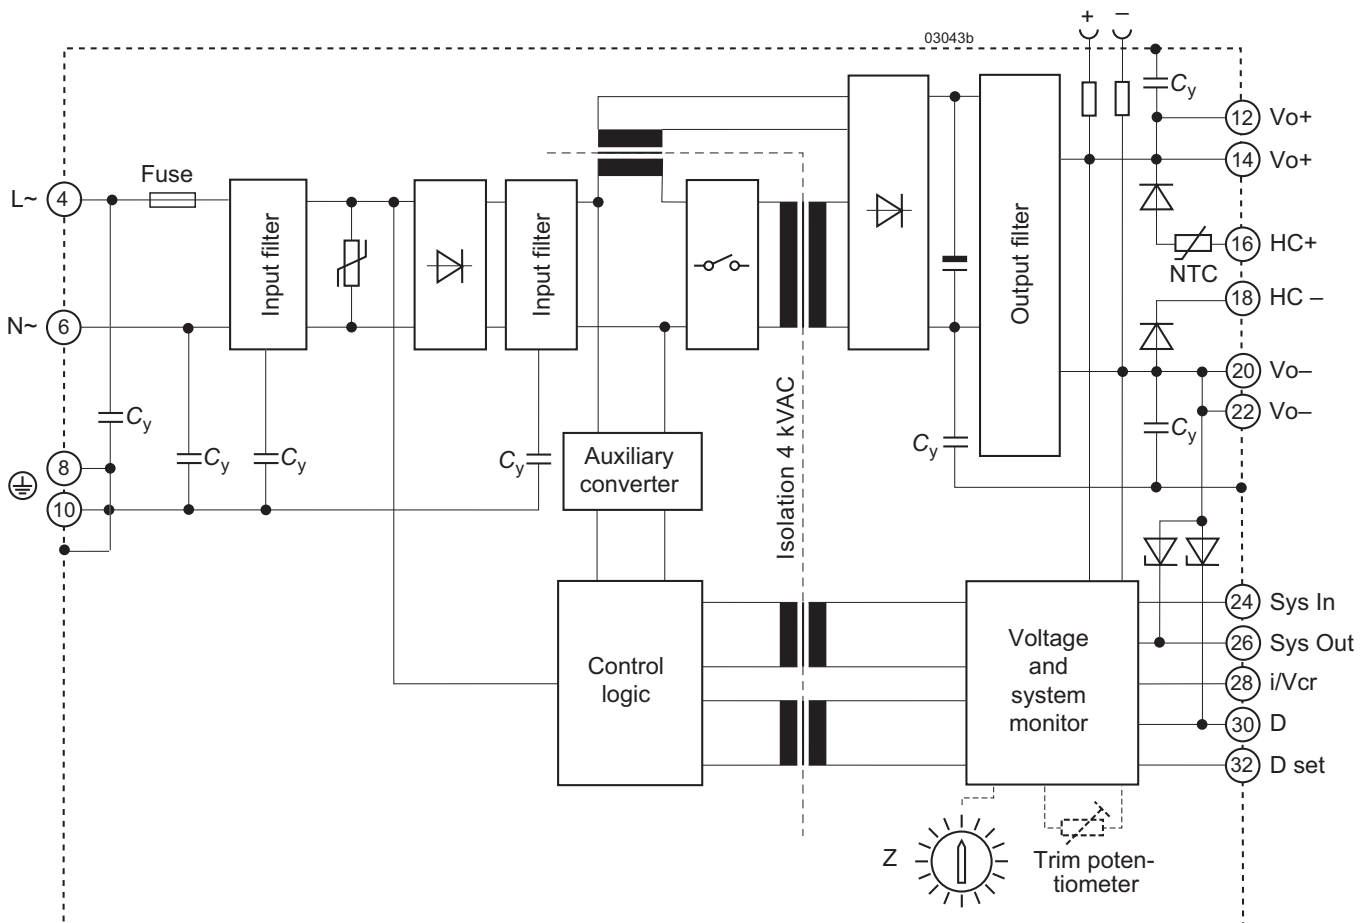 + –
03043b
Cy
12 Vo+
14 Vo+
Fuse
L~ 4
Input filter
Input filter
Output filter
16 HC+
NTC
18 HC –
N~ 6
20 Vo–
22 Vo–
Cy
Cy
Cy
Cy
Cy
Cy
8
10
Auxiliary
converter
Isolation 4 kVAC
24 Sys In
26 Sys Out
28 i/Vcr
30 D
32 D set
Control
logic
Voltage
and
system
monitor
Z
Trim poten-
tiometer